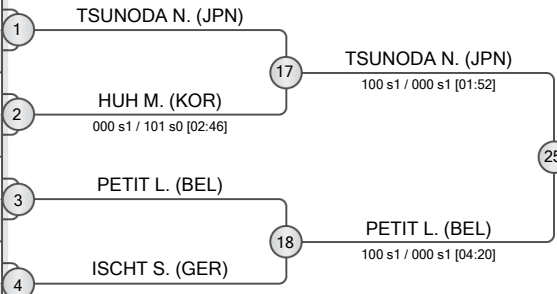 TSUNODA N. (JPN)
1
17
TSUNODA N. (JPN)
100 s1 / 000 s1 [01:52]
HUH M. (KOR)
2
000 s1 / 101 s0 [02:46]
25
PETIT L. (BEL)
3
18
PETIT L. (BEL)
100 s1 / 000 s1 [04:20]
ISCHT S. (GER)
4